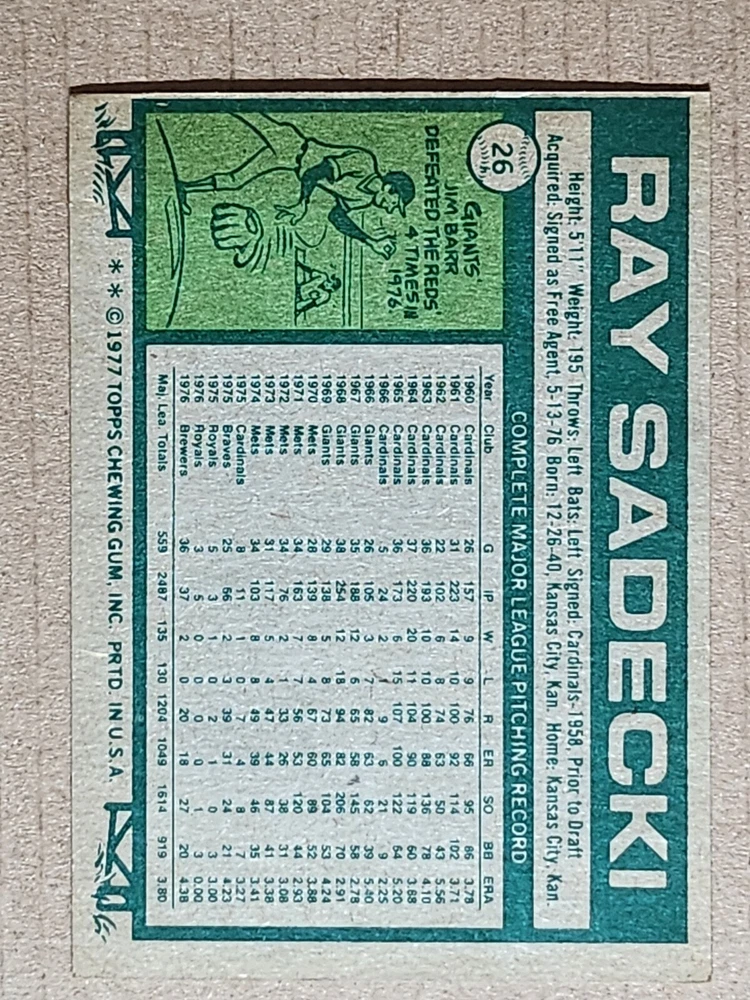 RAY SADECKI
26
Height: 5'11" Weight: 195 Throws: Left Bats: Left Signed: Cardinals-1958, Prior to Draft
Acquired: Signed as Free Agent, 5-13-76 Born: 12-26-40, Kansas City, Kan. Home: Kansas City, Kan.
GIANTS'
JIM BARR
DEFEATED THE REDS
4 TIMES IN
1976.
COMPLETE MAJOR LEAGUE PITCHING RECORD
Year Club G IP W L R ER SO BB ERA
1960 Cardinals 26 157 9 9 76 66 95 86 3.78
1961 Cardinals 31 223 14 10 100 92 114 102 3.71
1962 Cardinals 22 102 6 8 74 63 50 43 5.56
1963 Cardinals 36 193 10 10 100 88 136 78 4.10
1964 Cardinals 37 220 20 11 104 90 119 60 3.68
1965 Cardinals 36 173 6 15 107 100 122 64 5.20
1966 Cardinals 5 24 2 1 9 6 21 9 2.25
1966 Giants 26 105 3 7 82 63 62 39 5.40
1967 Giants 35 188 12 6 65 58 145 58 2.78
1968 Giants 38 254 12 18 94 82 206 70 2.91
1969 Giants 29 138 5 8 73 65 104 53 4.24
1970 Mets 28 139 8 4 67 60 89 52 3.88
1971 Mets 34 163 7 7 56 53 120 44 2.93
1972 Mets 34 76 2 1 33 26 38 31 3.08
1973 Mets 31 117 5 4 47 44 87 41 3.38
1974 Mets 34 103 8 8 49 39 46 35 3.41
1975 Cardinals 8 11 1 0 7 4 8 7 3.27
1975 Braves 25 66 2 3 39 31 24 21 4.23
1975 Royals 5 3 1 0 2 1 0 3 3.00
1976 Royals 3 5 0 0 0 0 1 3 0.00
1976 Brewers 36 37 2 0 20 18 27 20 4.38
Maj. Lea. Totals 559 2487 135 130 1204 1049 1614 919 3.80
* * © 1977 TOPPS CHEWING GUM, INC. PRTD. IN U.S.A.